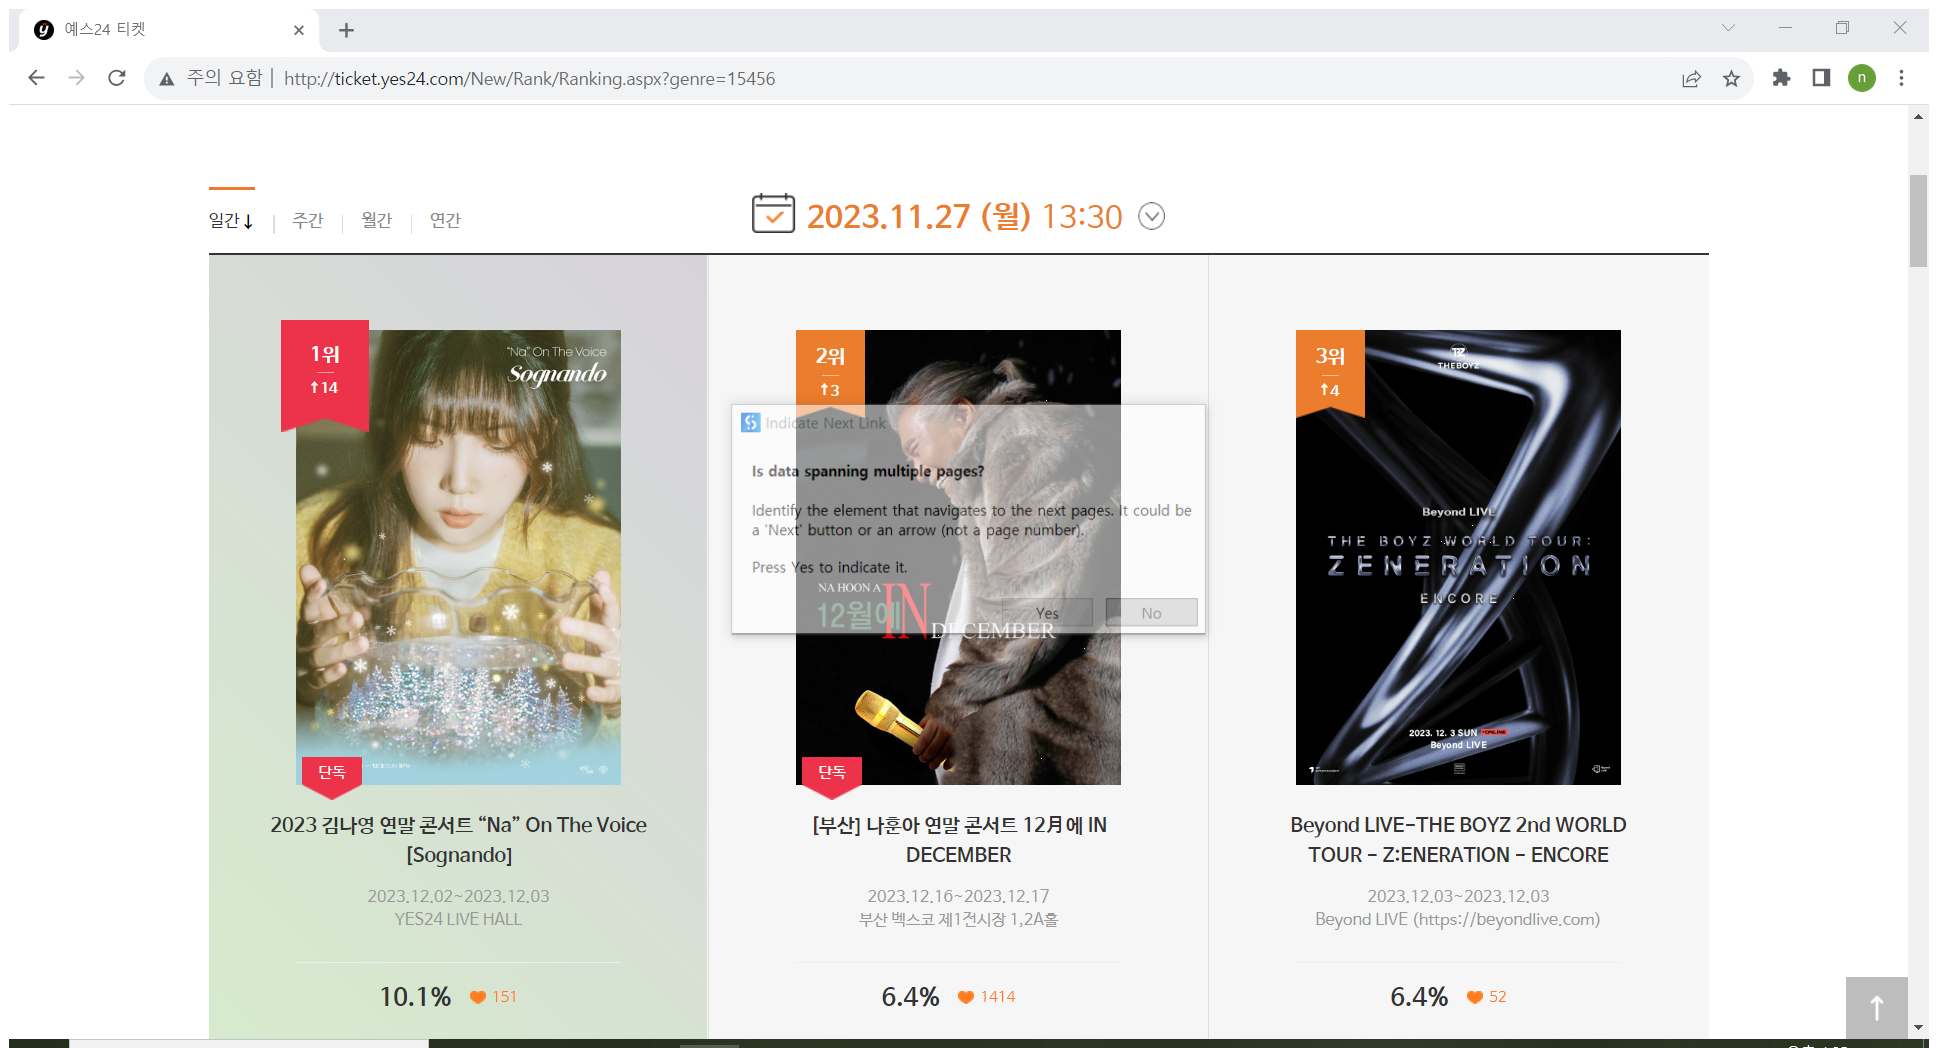 예스24 티켓
주의 요함 | http://ticket.yes24.com/New/Rank/Ranking.aspx?genre=15456
n
일간↓ | 주간 | 월간 | 연간
2023.11.27 (월) 13:30
1위
↑14
"Na" On The Voice
Sognando
단독
2023 김나영 연말 콘서트 “Na” On The Voice
[Sognando]
2023.12.02~2023.12.03
YES24 LIVE HALL
10.1% 151
2위
↑3
Indicate Next Link
Is data spanning multiple pages?
Identify the element that navigates to the next pages. It could be
a 'Next' button or an arrow (not a page number).
Press Yes to indicate it.
Yes No
NA HOON A
12월에 IN DECEMBER
단독
[부산] 나훈아 연말 콘서트 12月에 IN
DECEMBER
2023.12.16~2023.12.17
부산 벡스코 제1전시장 1,2A홀
6.4% 1414
3위
↑4
THEBOYZ
Beyond LIVE
THE BOYZ WORLD TOUR:
ZENERATION
ENCORE
2023. 12. 3 SUN ONLINE
Beyond LIVE
Beyond LIVE-THE BOYZ 2nd WORLD
TOUR - Z:ENERATION - ENCORE
2023.12.03~2023.12.03
Beyond LIVE (https://beyondlive.com)
6.4% 52
↑